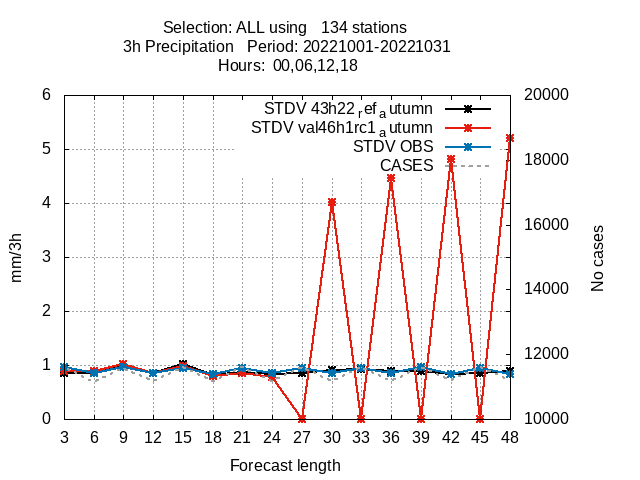 Selection: ALL using   134 stations
3h Precipitation   Period: 20221001-20221031
Hours:  00,06,12,18
STDV 43h22refautumn
STDV val46h1rc1autumn
STDV OBS
CASES
6
5
4
3
2
1
0
mm/3h
20000
18000
16000
14000
12000
10000
No cases
3 6 9 12 15 18 21 24 27 30 33 36 39 42 45 48
Forecast length